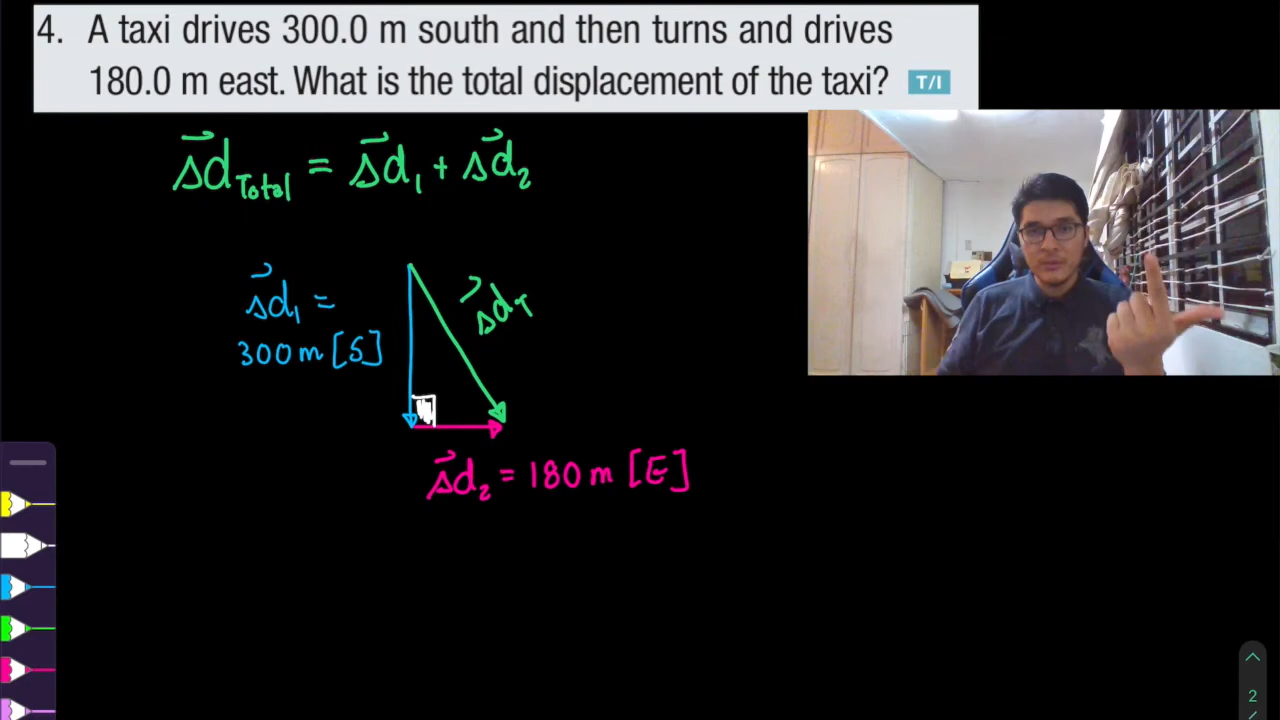 4. A taxi drives 300.0 m south and then turns and drives
180.0 m east. What is the total displacement of the taxi? T/I
Δd⃗Total = Δd⃗₁ + Δd⃗₂
Δd⃗₁ =
300 m [S]
Δd⃗T
Δd⃗₂ = 180 m [E]
2